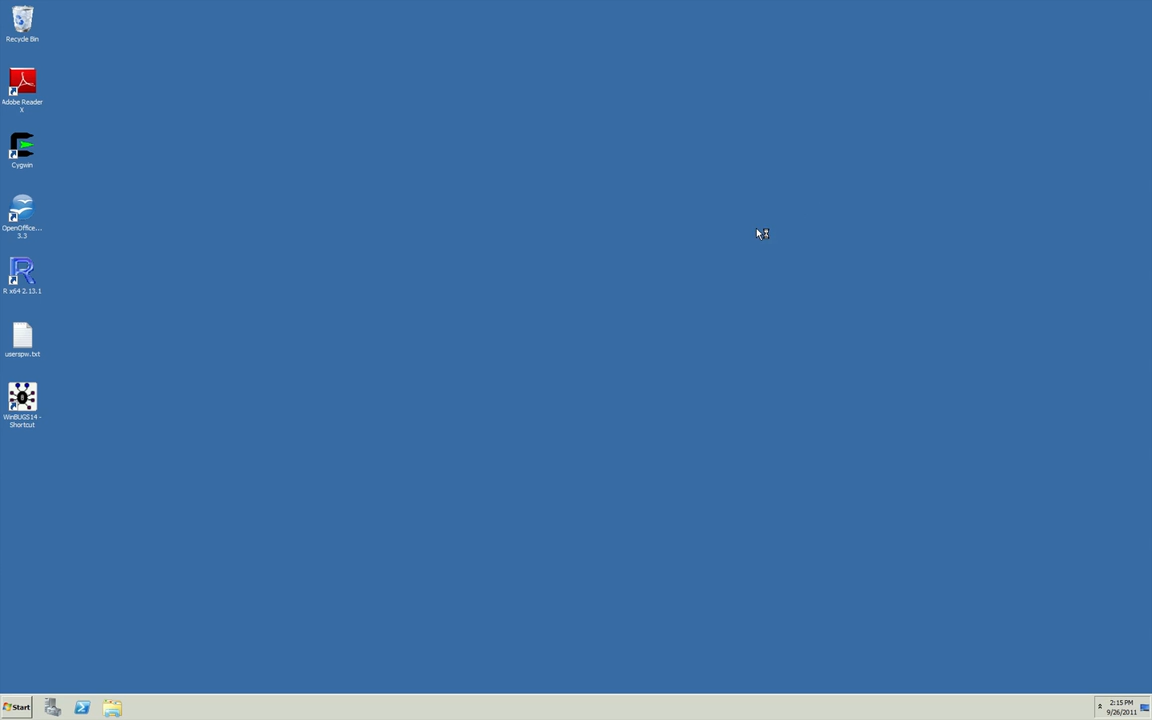 Recycle Bin
Adobe Reader
X
Cygwin
OpenOffice....
3.3
R x64 2.13.1
userspw.txt
WinBUGS14 -
Shortcut
Start
2:15 PM
9/26/2011